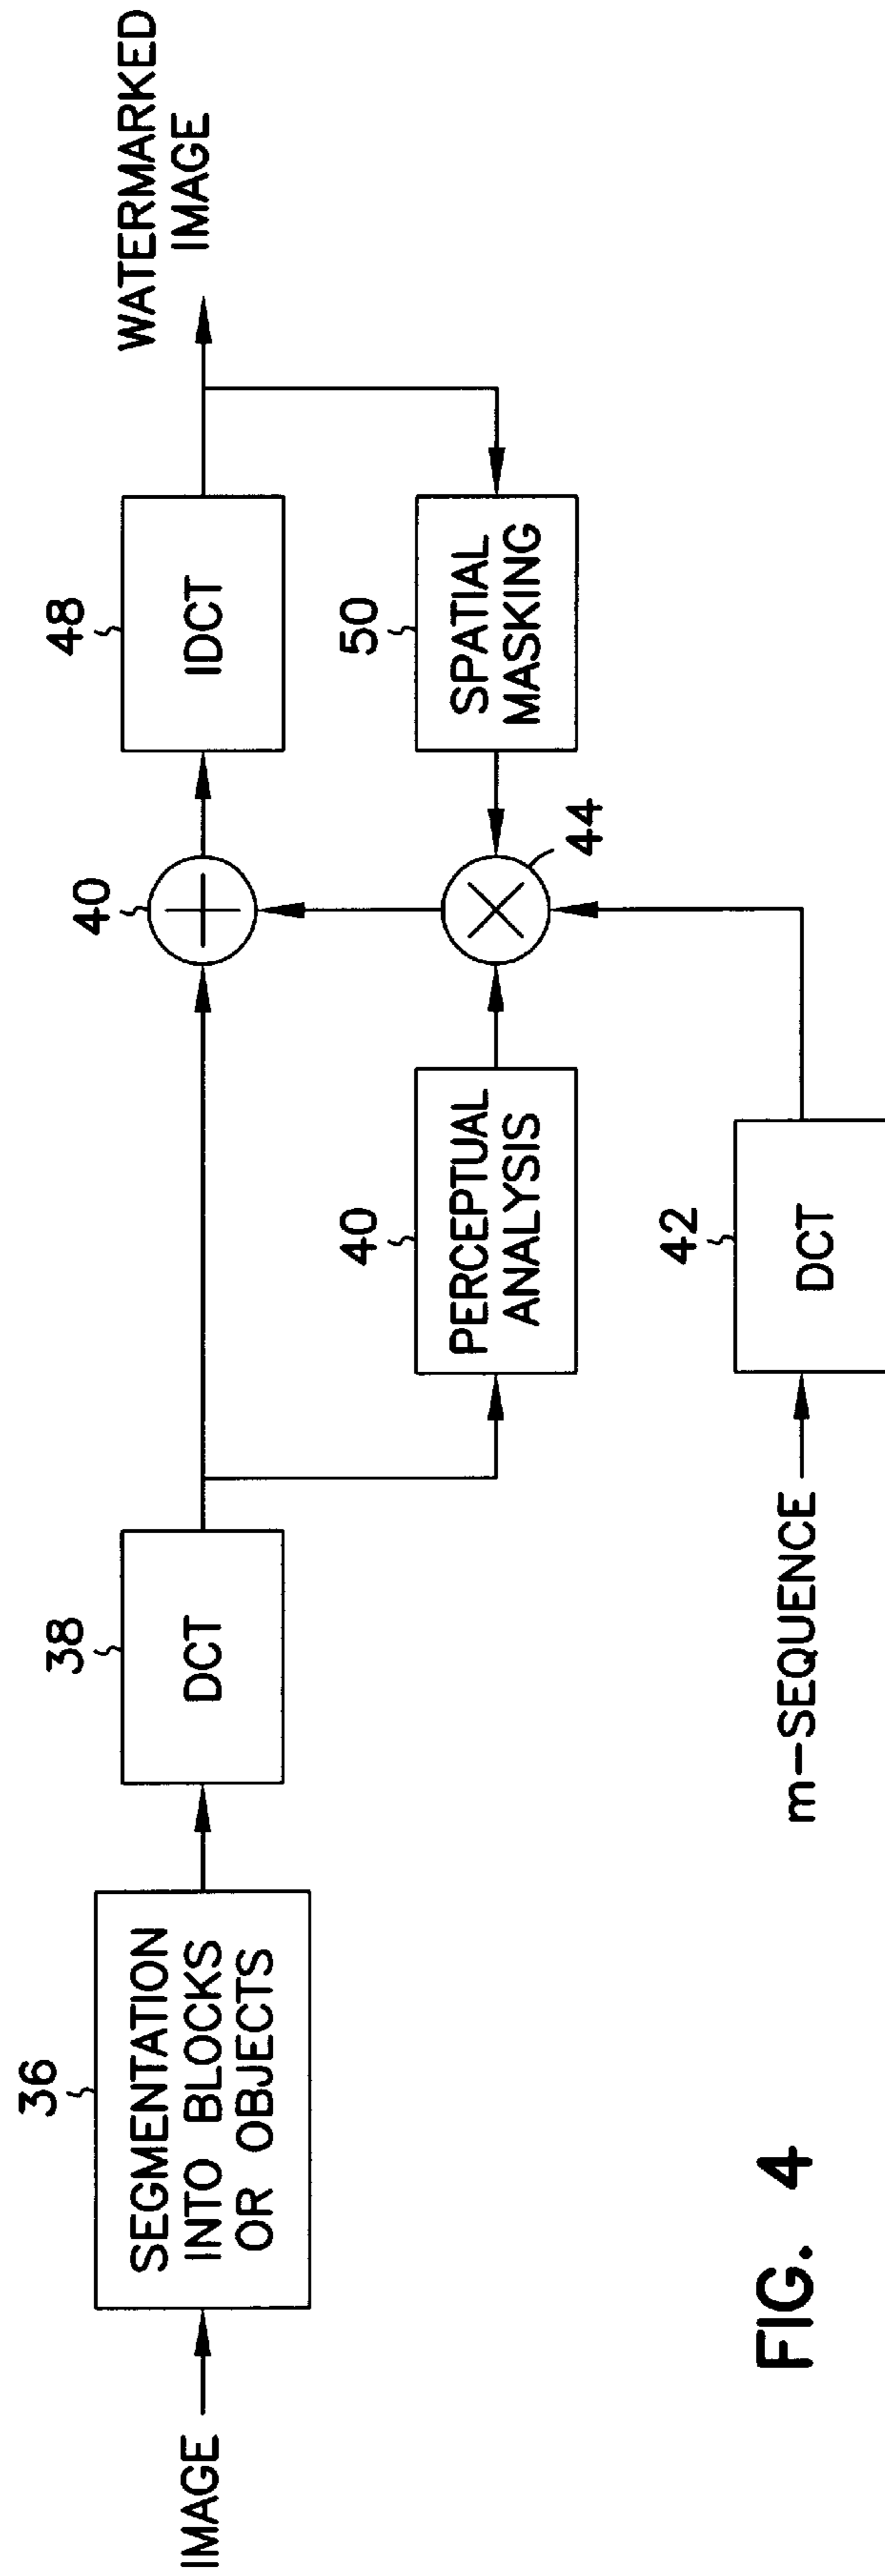 IMAGE
36
SEGMENTATION
INTO BLOCKS
OR OBJECTS
38
DCT
40
PERCEPTUAL
ANALYSIS
m-SEQUENCE
42
DCT
44
40
48
IDCT
50
SPATIAL
MASKING
WATERMARKED
IMAGE
FIG. 4